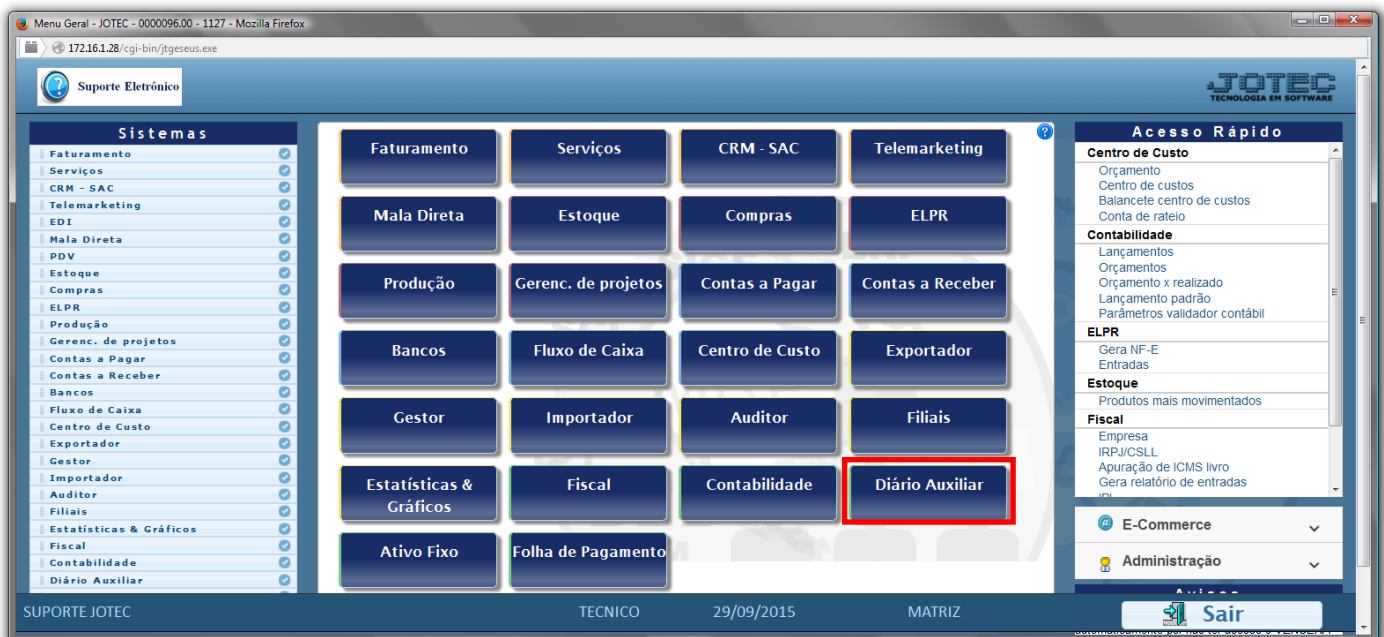 Menu Geral - JOTEC - 0000096.00 - 1127 - Mozilla Firefox
172.16.1.28/cgi-bin/jtgeseus.exe
Suporte Eletrônico
JOTEC
TECNOLOGIA EM SOFTWARE
Sistemas
Faturamento
Serviços
CRM - SAC
Telemarketing
EDI
Mala Direta
PDV
Estoque
Compras
ELPR
Produção
Gerenc. de projetos
Contas a Pagar
Contas a Receber
Bancos
Fluxo de Caixa
Centro de Custo
Exportador
Gestor
Importador
Auditor
Filiais
Estatísticas & Gráficos
Fiscal
Contabilidade
Diário Auxiliar
Faturamento
Serviços
CRM - SAC
Telemarketing
Mala Direta
Estoque
Compras
ELPR
Produção
Gerenc. de projetos
Contas a Pagar
Contas a Receber
Bancos
Fluxo de Caixa
Centro de Custo
Exportador
Gestor
Importador
Auditor
Filiais
Estatísticas &
Gráficos
Fiscal
Contabilidade
Diário Auxiliar
Ativo Fixo
Folha de Pagamento
Acesso Rápido
Centro de Custo
Orçamento
Centro de custos
Balancete centro de custos
Conta de rateio
Contabilidade
Lançamentos
Orçamentos
Orçamento x realizado
Lançamento padrão
Parâmetros validador contábil
ELPR
Gera NF-E
Entradas
Estoque
Produtos mais movimentados
Fiscal
Empresa
IRPJ/CSLL
Apuração de ICMS livro
Gera relatório de entradas
IPI
E-Commerce
Administração
SUPORTE JOTEC
TECNICO
29/09/2015
MATRIZ
Sair